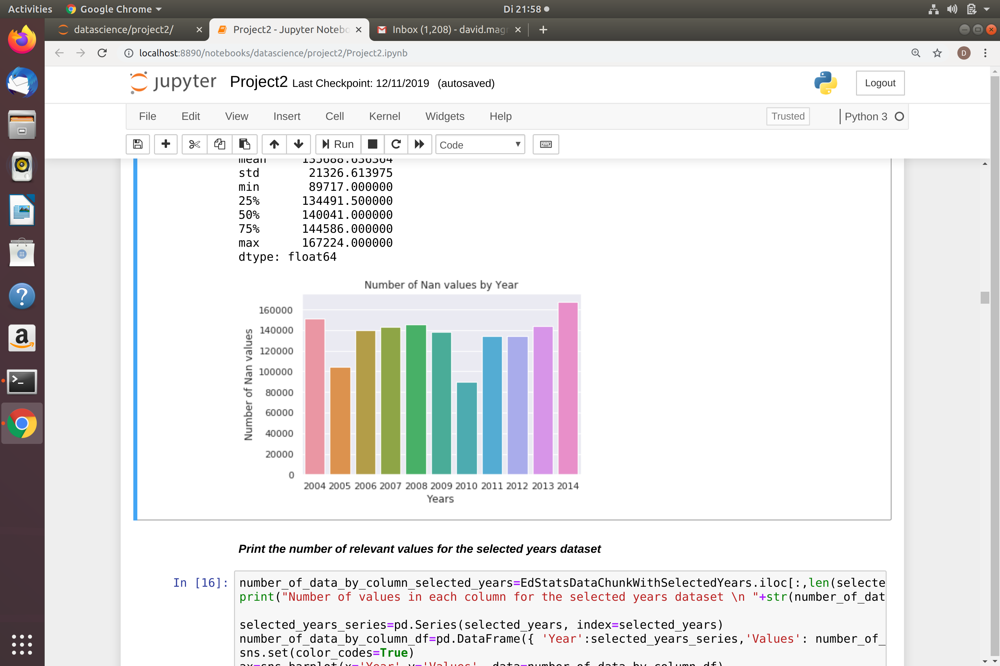 Activities Google Chrome Di 21:58
datascience/project2/ Project2 - Jupyter Notebo Inbox (1,208) - david.magr
localhost:8890/notebooks/datascience/project2/Project2.ipynb D
jupyter Project2 Last Checkpoint: 12/11/2019 (autosaved) Logout
File Edit View Insert Cell Kernel Widgets Help Trusted Python 3
Run Code
mean 135688.636364
std 21326.613975
min 89717.000000
25% 134491.500000
50% 140041.000000
75% 144586.000000
max 167224.000000
dtype: float64
Number of Nan values by Year
Number of Nan values
160000
140000
120000
100000
80000
60000
40000
20000
0
2004 2005 2006 2007 2008 2009 2010 2011 2012 2013 2014
Years
Print the number of relevant values for the selected years dataset
In [16]: number_of_data_by_column_selected_years=EdStatsDataChunkWithSelectedYears.iloc[:,len(selecte
print("Number of values in each column for the selected years dataset \n "+str(number_of_dat
selected_years_series=pd.Series(selected_years, index=selected_years)
number_of_data_by_column_df=pd.DataFrame({ 'Year':selected_years_series,'Values': number_of_
sns.set(color_codes=True)
ax=sns.barplot(x='Year',y='Values', data=number_of_data_by_column_df)